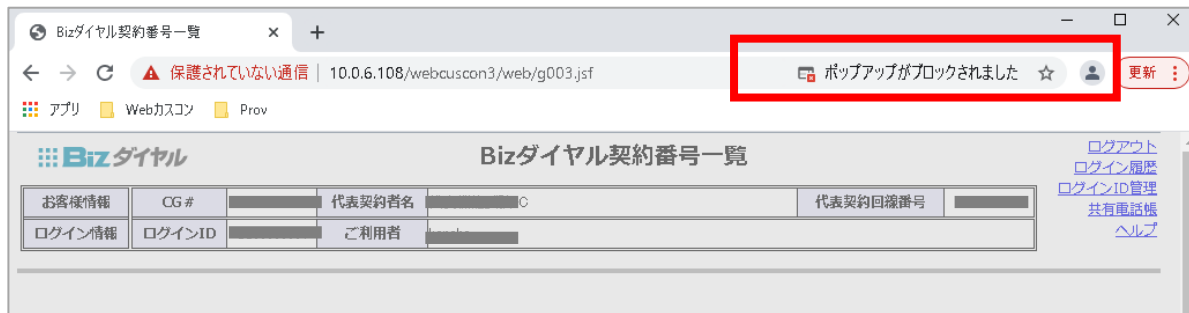 Bizダイヤル契約番号一覧
保護されていない通信 | 10.0.6.108/webcuscon3/web/g003.jsf ポップアップがブロックされました 更新
アプリ Webカスコン Prov
Bizダイヤル Bizダイヤル契約番号一覧 ログアウト
ログイン履歴
ログインID管理
お客様情報 CG# 代表契約者名 C 代表契約回線番号
共有電話帳
ログイン情報 ログインID ご利用者
ヘルプ